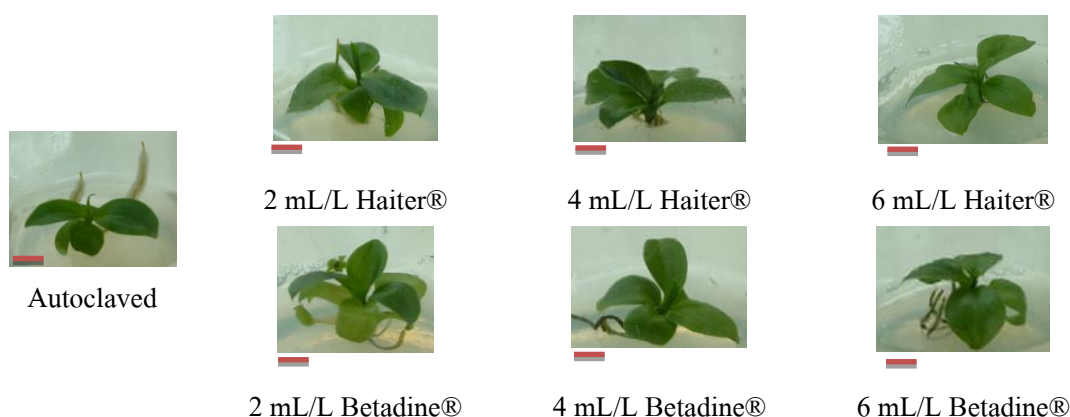 2 mL/L Haiter®
4 mL/L Haiter®
6 mL/L Haiter®
Autoclaved
2 mL/L Betadine®
4 mL/L Betadine®
6 mL/L Betadine®